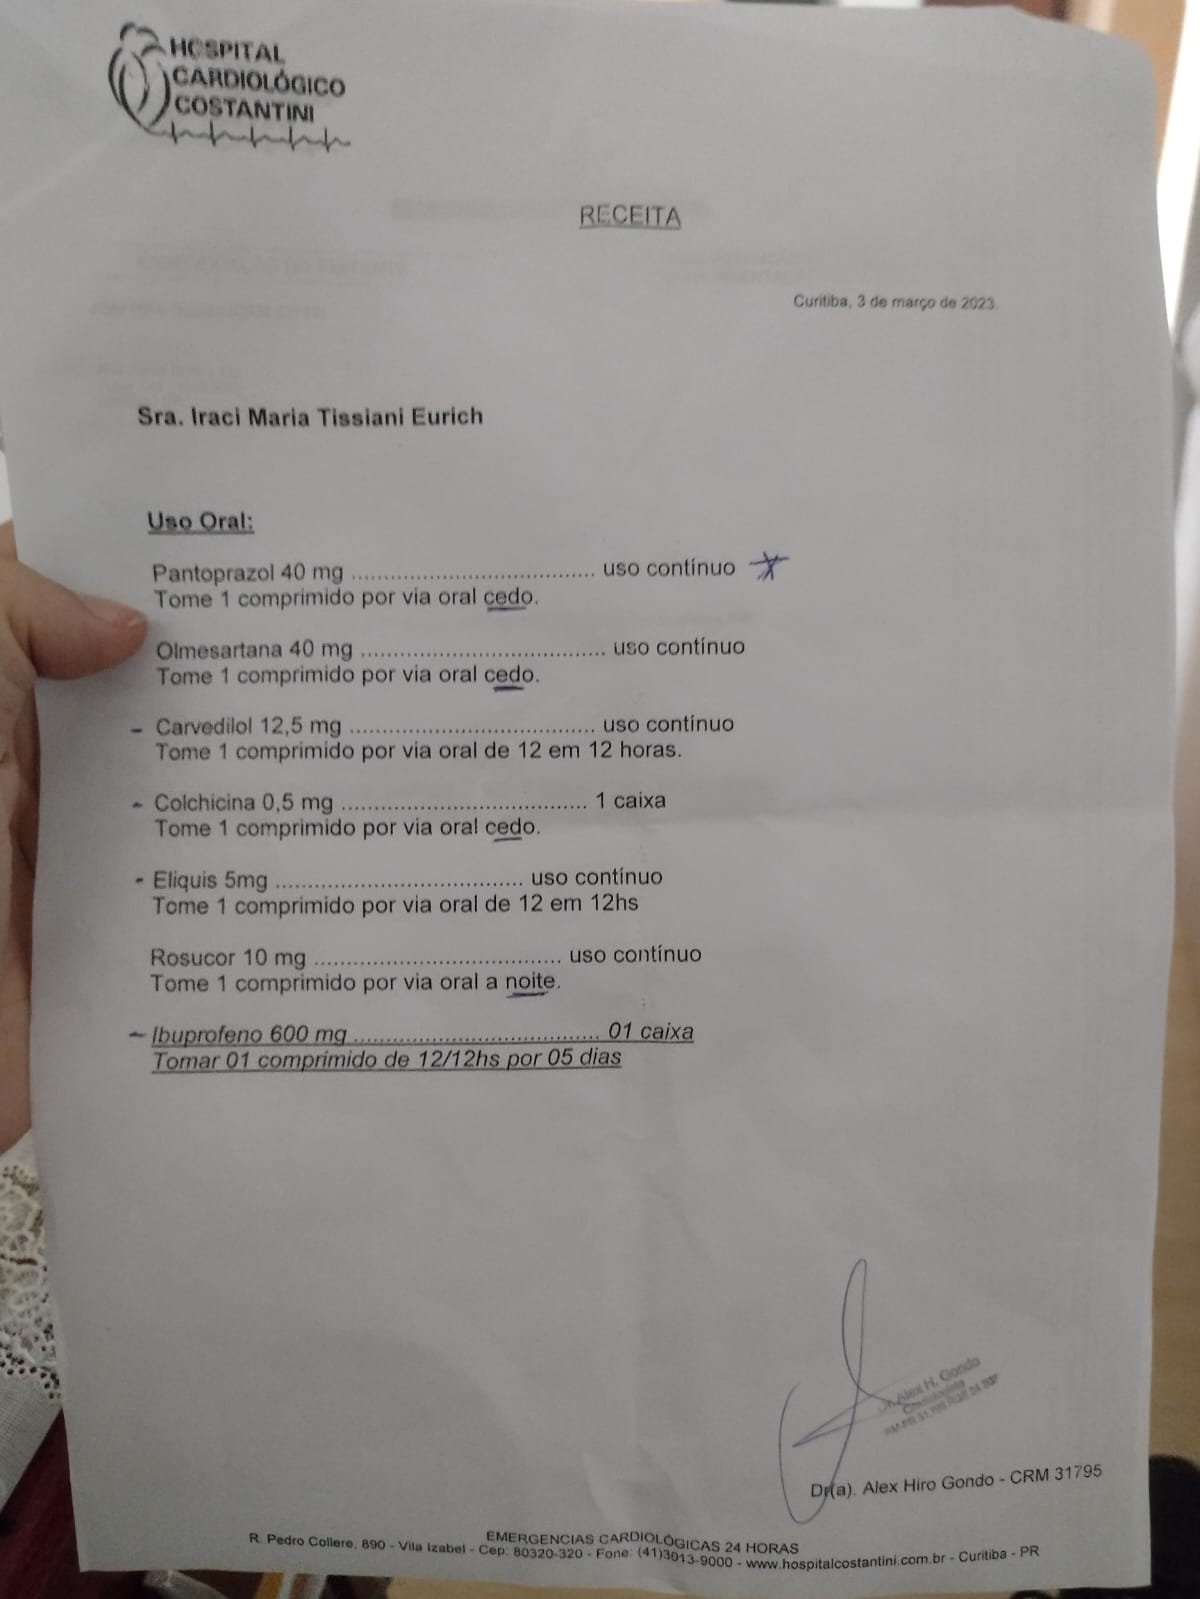 HOSPITAL
CARDIOLÓGICO
COSTANTINI
RECEITA
Curitiba, 3 de março de 2023.
Sra. Iraci Maria Tissiani Eurich
Uso Oral:
Pantoprazol 40 mg ........................................ uso contínuo
Tome 1 comprimido por via oral cedo.
Olmesartana 40 mg ........................................ uso contínuo
Tome 1 comprimido por via oral cedo.
- Carvedilol 12,5 mg ........................................ uso contínuo
Tome 1 comprimido por via oral de 12 em 12 horas.
- Colchicina 0,5 mg ........................................ 1 caixa
Tome 1 comprimido por via oral cedo.
- Eliquis 5mg ........................................ uso contínuo
Tome 1 comprimido por via oral de 12 em 12hs
Rosucor 10 mg ........................................ uso contínuo
Tome 1 comprimido por via oral a noite.
- Ibuprofeno 600 mg ........................................ 01 caixa
Tomar 01 comprimido de 12/12hs por 05 dias
Dr. Alex H. Gondo
Cardiologista
Dr(a). Alex Hiro Gondo - CRM 31795
EMERGENCIAS CARDIOLÓGICAS 24 HORAS
R. Pedro Collere, 890 - Vila Izabel - Cep: 80320-320 - Fone: (41)3013-9000 - www.hospitalcostantini.com.br - Curitiba - PR